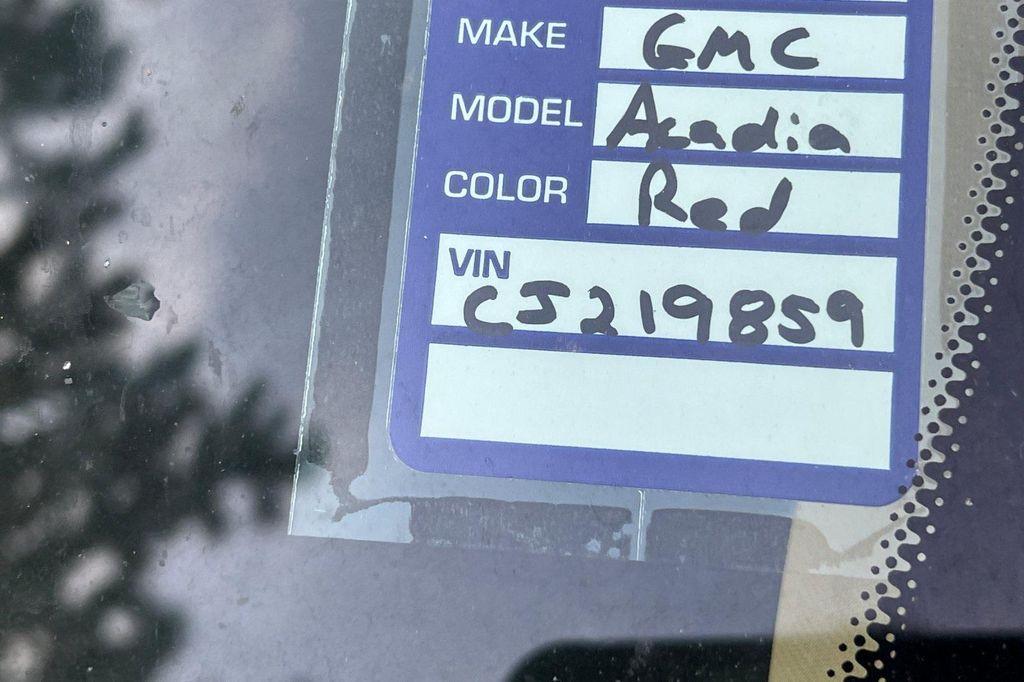 MAKE GMC
MODEL Acadia
COLOR Red
VIN
CJ219859